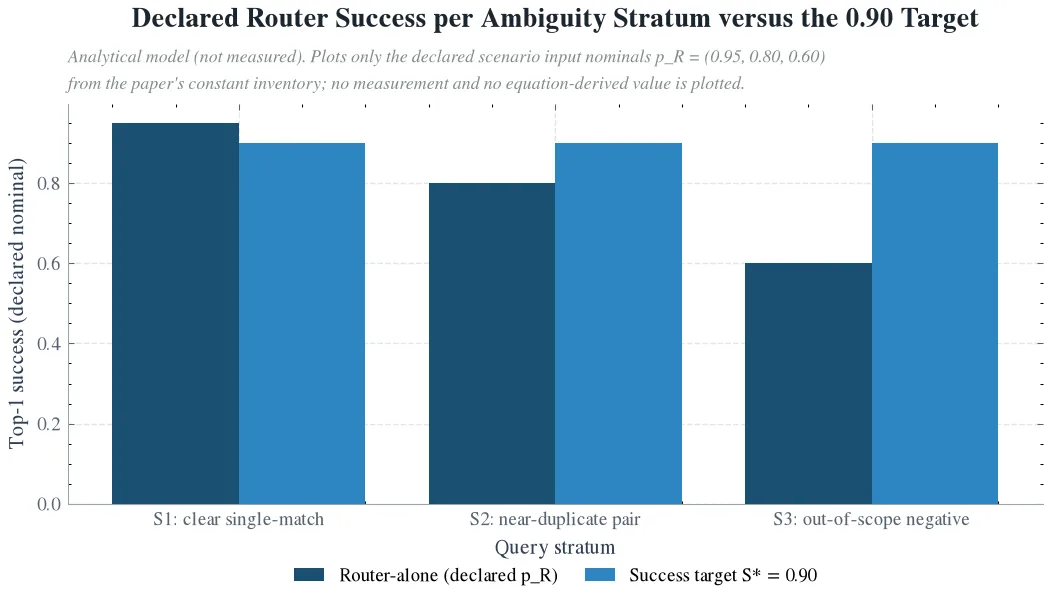 Declared Router Success per Ambiguity Stratum versus the 0.90 Target
Analytical model (not measured). Plots only the declared scenario input nominals p_R = (0.95, 0.80, 0.60)
from the paper's constant inventory; no measurement and no equation-derived value is plotted.
Top-1 success (declared nominal)
0.8
0.6
0.4
0.2
0.0
S1: clear single-match
S2: near-duplicate pair
S3: out-of-scope negative
Query stratum
Router-alone (declared p_R)
Success target S* = 0.90